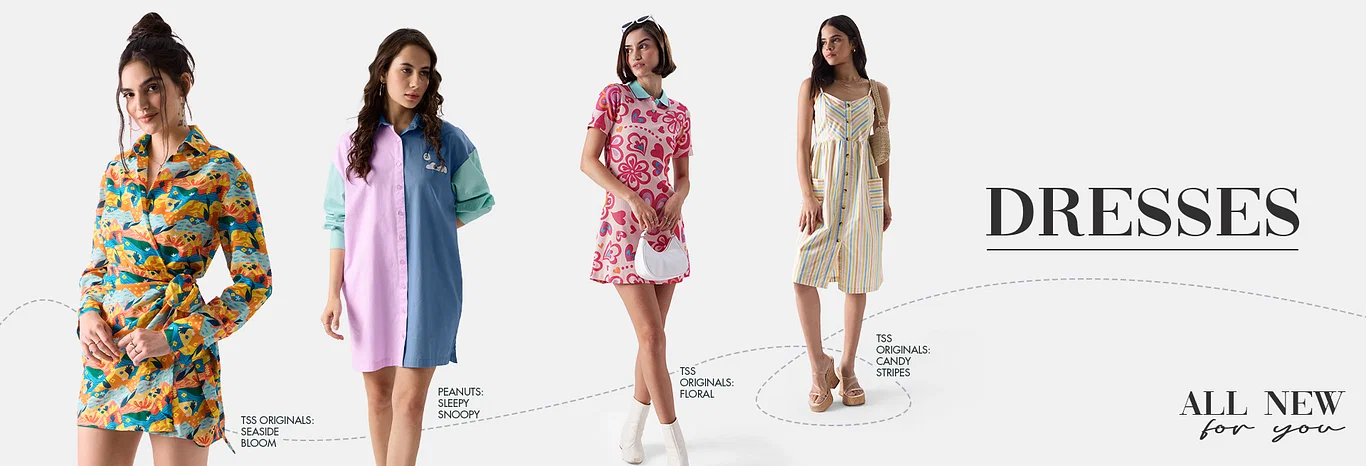 TSS ORIGINALS:
SEASIDE
BLOOM
PEANUTS:
SLEEPY
SNOOPY
TSS
ORIGINALS:
FLORAL
TSS
ORIGINALS:
CANDY
STRIPES
DRESSES
ALL NEW
for you